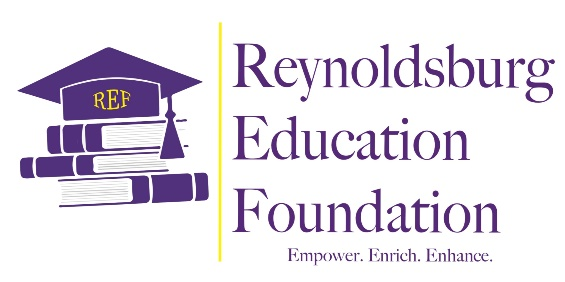 REF
Reynoldsburg
Education
Foundation
Empower. Enrich. Enhance.